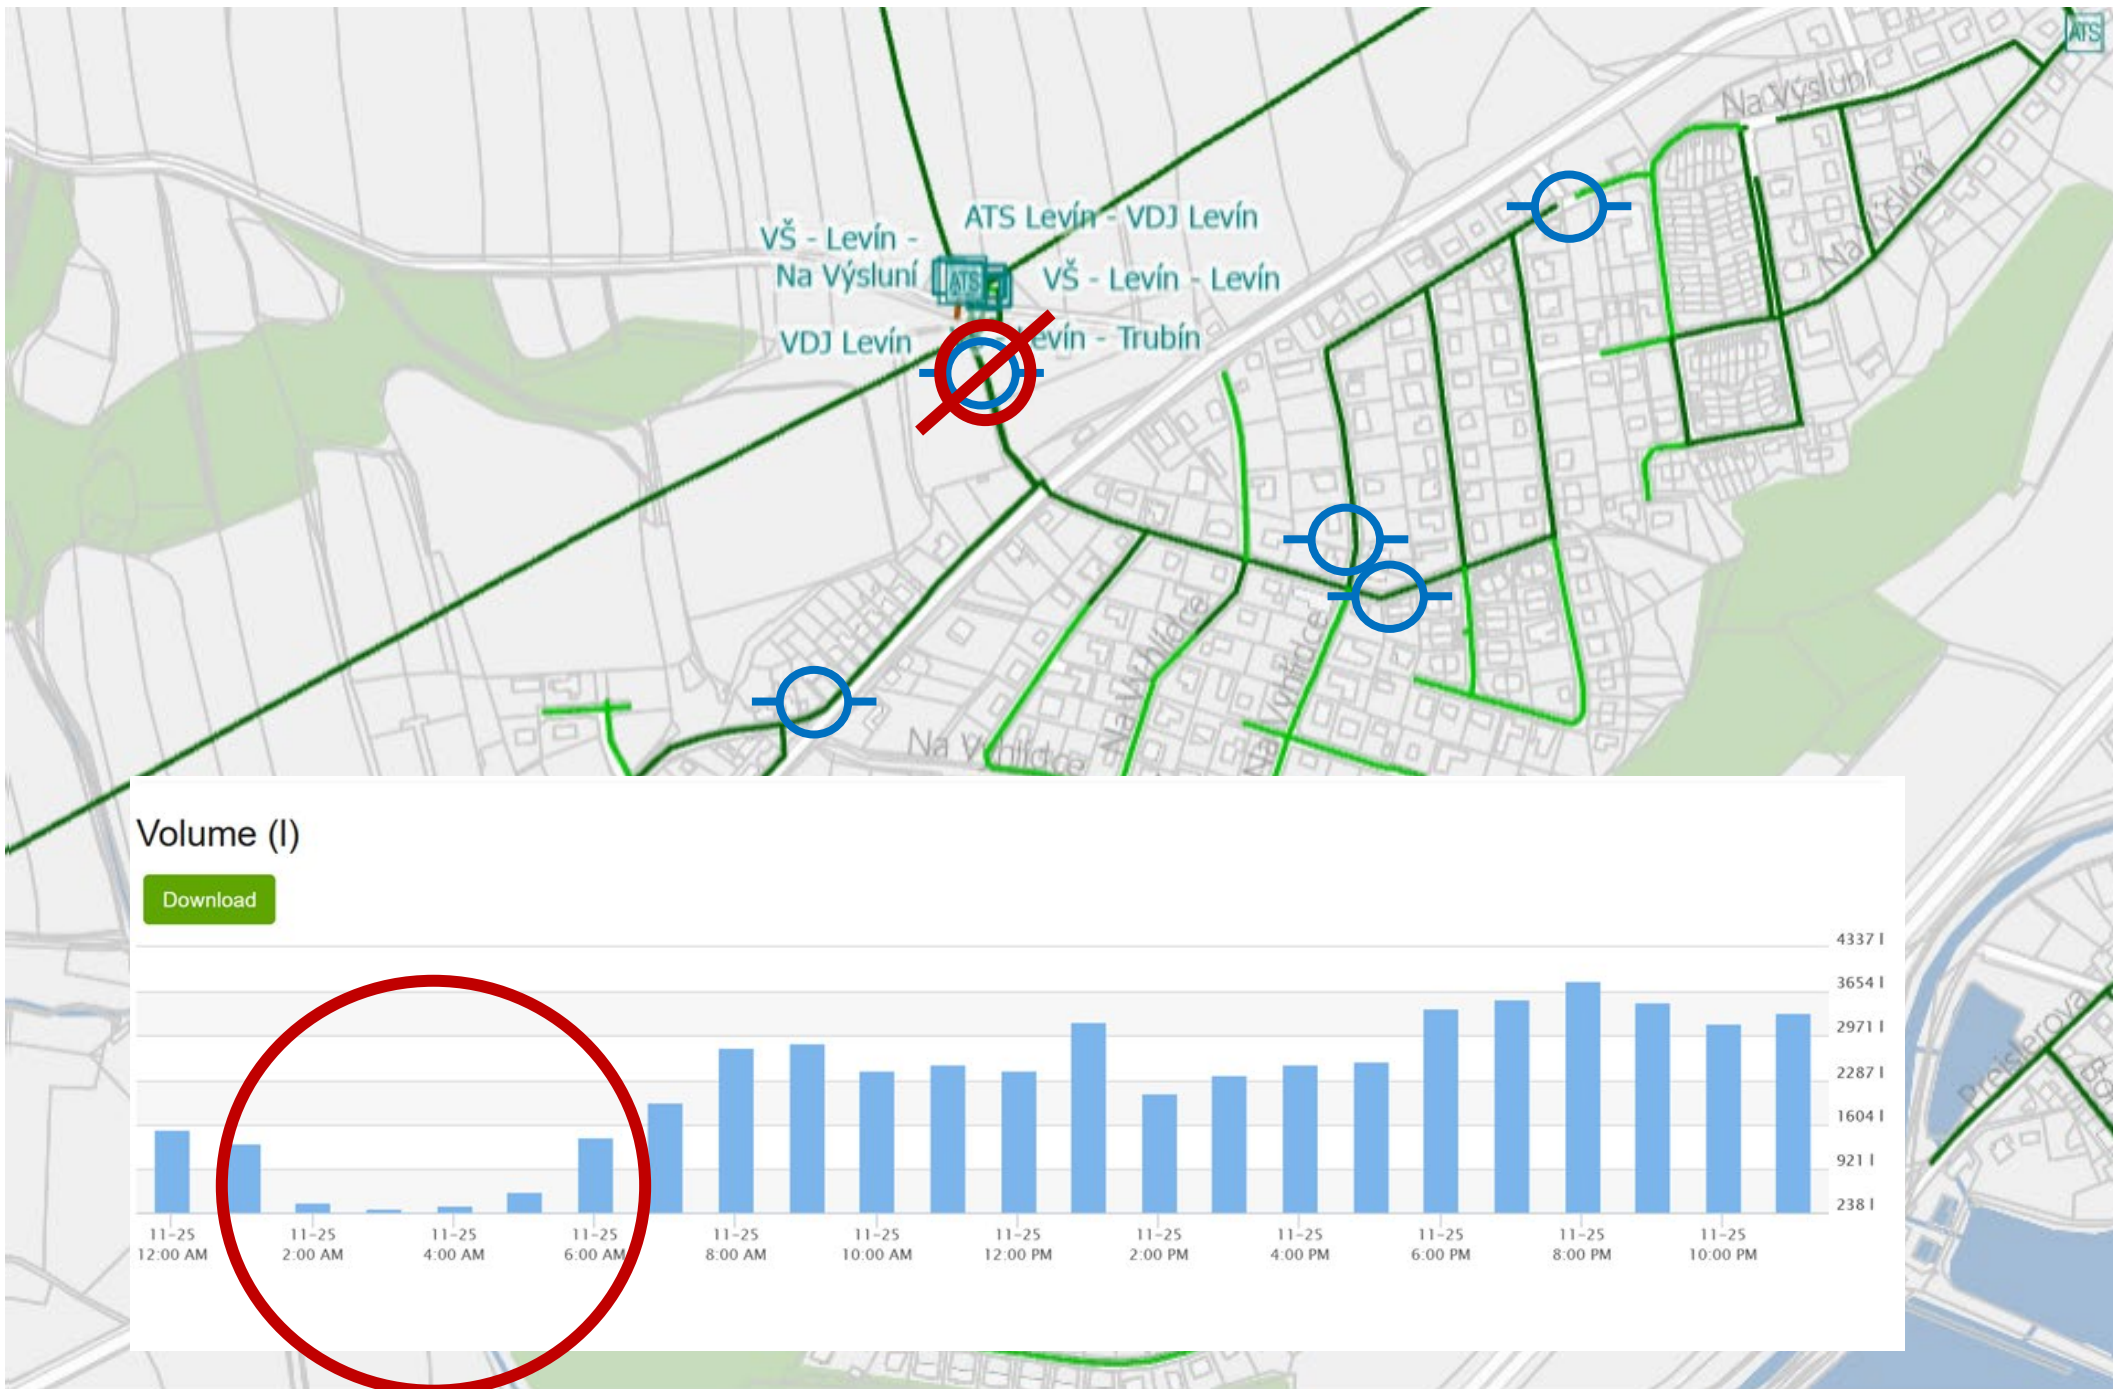 ATS
Na Výsluní
Na Výsluní
ATS Levín - VDJ Levín
VŠ - Levín -
Na Výsluní
ATS
VŠ - Levín - Levín
VDJ Levín
- Levín - Trubín
Na Vyhlídce
Na Vyhlídce
Na Vyhlídce
Preislerova
Volume (l)
Download
4337 l
3654 l
2971 l
2287 l
1604 l
921 l
238 l
11-25 11-25 11-25 11-25 11-25 11-25 11-25 11-25 11-25 11-25 11-25 11-25
12:00 AM 2:00 AM 4:00 AM 6:00 AM 8:00 AM 10:00 AM 12:00 PM 2:00 PM 4:00 PM 6:00 PM 8:00 PM 10:00 PM